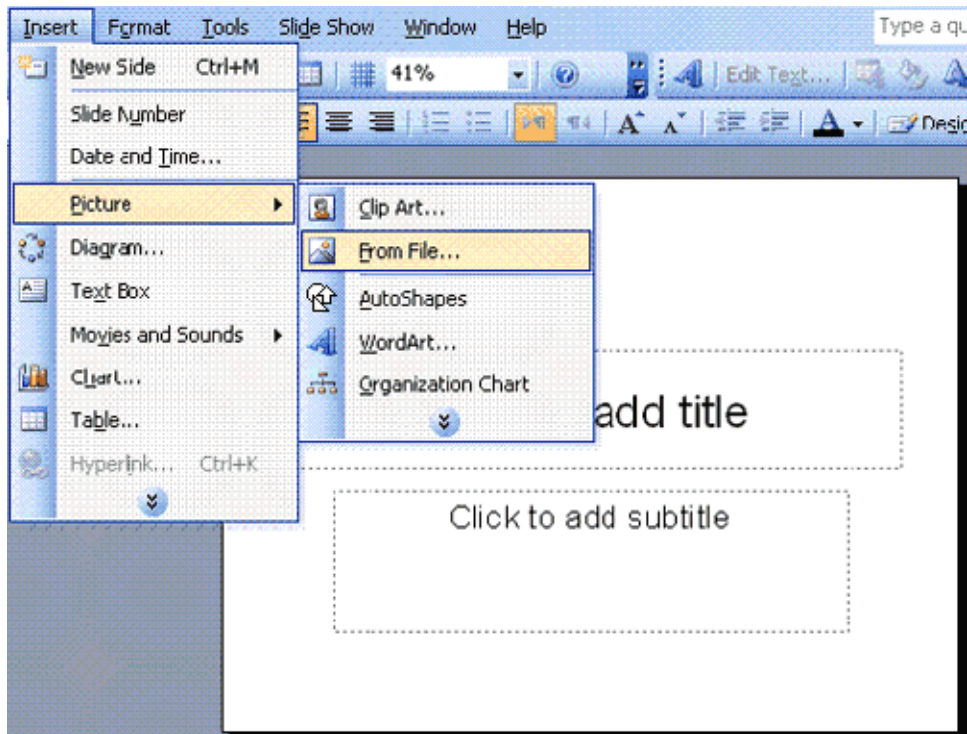 Insert Format Tools Slide Show Window Help Type a qu
New Side Ctrl+M
41% Edit Text...
Slide Number
A A A Desig
Date and Time...
Picture
Clip Art...
Diagram...
From File...
Text Box
AutoShapes
Movies and Sounds
WordArt...
Chart...
Organization Chart
add title
Table...
Hyperlink... Ctrl+K
Click to add subtitle